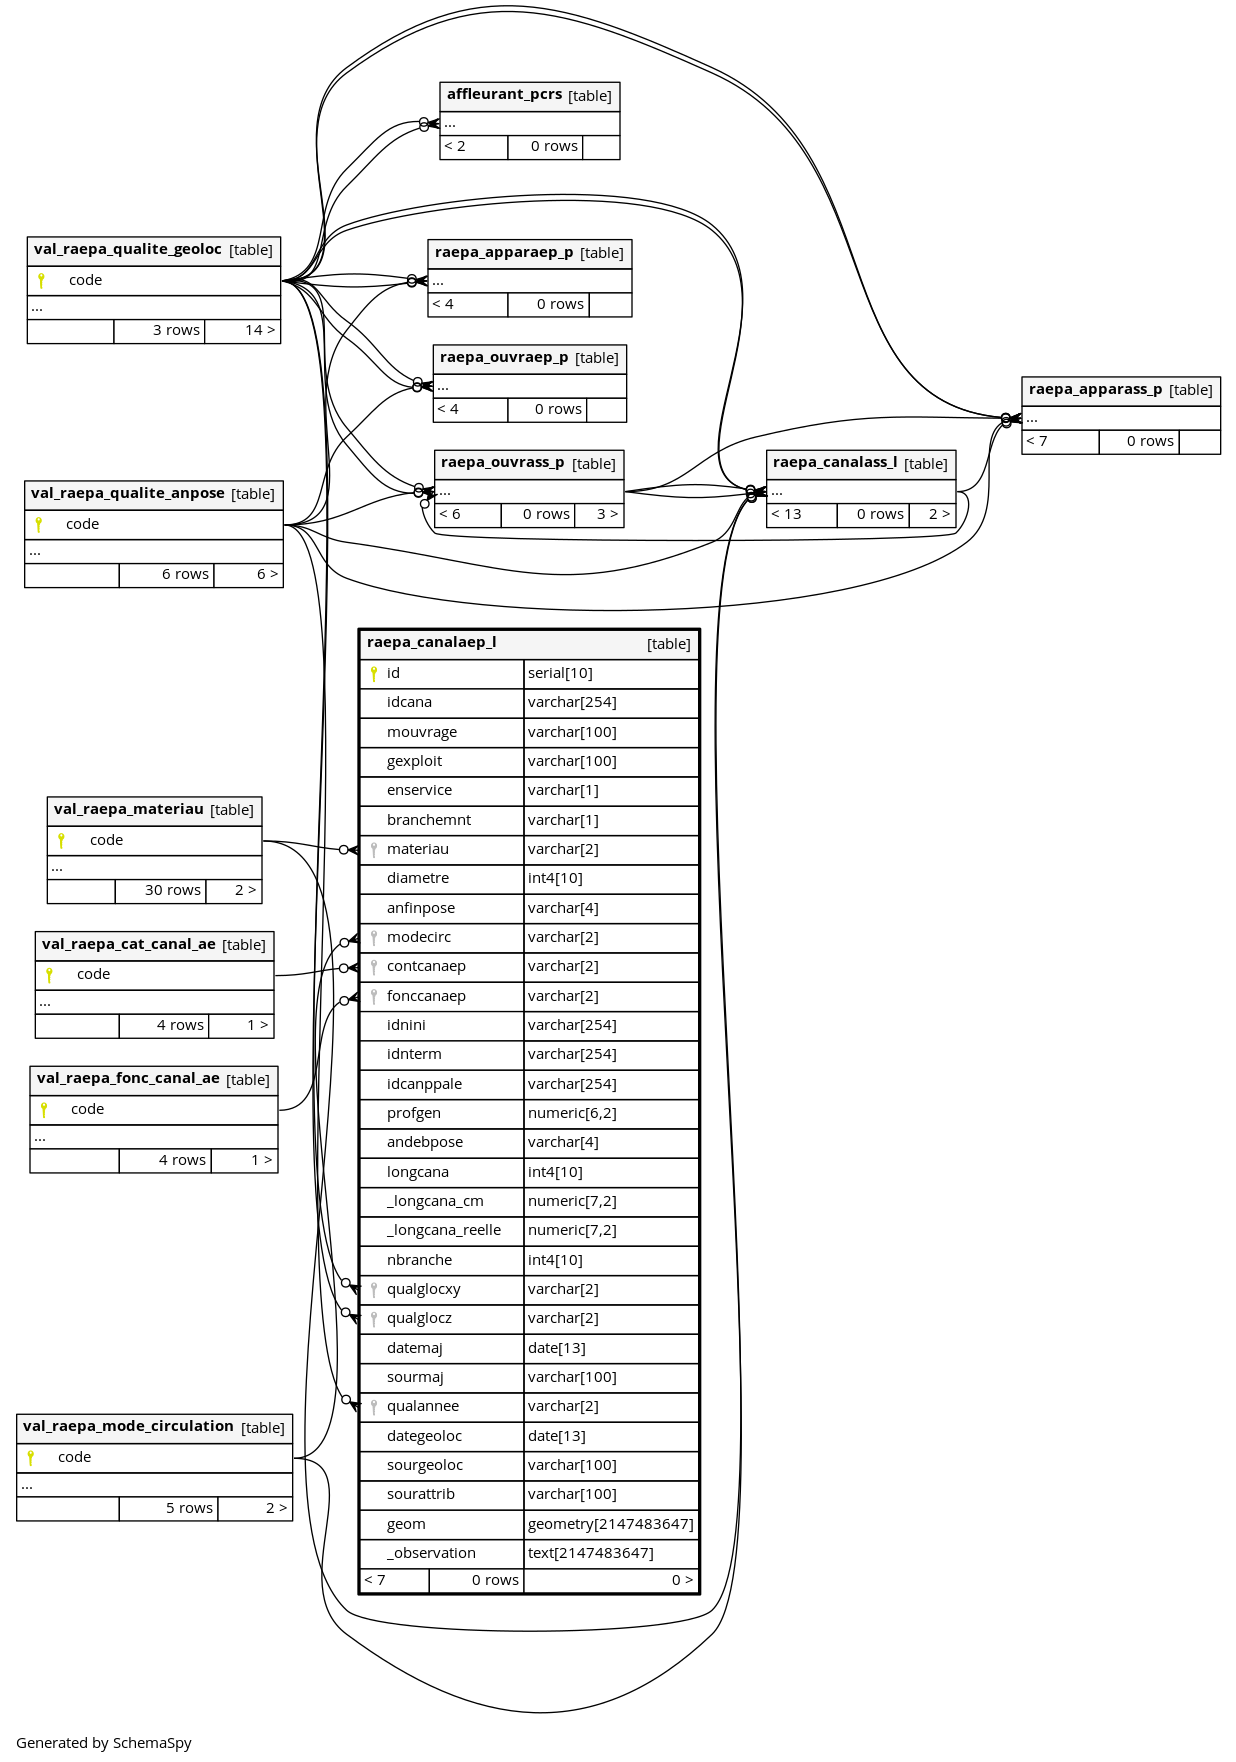 affleurant_pcrs [table]
...
< 2 0 rows
val_raepa_qualite_geoloc [table]
code
...
3 rows 14 >
raepa_apparaep_p [table]
...
< 4 0 rows
raepa_ouvraep_p [table]
...
< 4 0 rows
raepa_apparass_p [table]
...
< 7 0 rows
raepa_ouvrass_p [table]
...
< 6 0 rows 3 >
raepa_canalass_l [table]
...
< 13 0 rows 2 >
val_raepa_qualite_anpose [table]
code
...
6 rows 6 >
raepa_canalaep_l [table]
id serial[10]
idcana varchar[254]
mouvrage varchar[100]
gexploit varchar[100]
enservice varchar[1]
branchemnt varchar[1]
materiau varchar[2]
diametre int4[10]
anfinpose varchar[4]
modecirc varchar[2]
contcanaep varchar[2]
fonccanaep varchar[2]
idnini varchar[254]
idnterm varchar[254]
idcanppale varchar[254]
profgen numeric[6,2]
andebpose varchar[4]
longcana int4[10]
_longcana_cm numeric[7,2]
_longcana_reelle numeric[7,2]
nbranche int4[10]
qualglocxy varchar[2]
qualglocz varchar[2]
datemaj date[13]
sourmaj varchar[100]
qualannee varchar[2]
dategeoloc date[13]
sourgeoloc varchar[100]
sourattrib varchar[100]
geom geometry[2147483647]
_observation text[2147483647]
< 7 0 rows 0 >
val_raepa_materiau [table]
code
...
30 rows 2 >
val_raepa_cat_canal_ae [table]
code
...
4 rows 1 >
val_raepa_fonc_canal_ae [table]
code
...
4 rows 1 >
val_raepa_mode_circulation [table]
code
...
5 rows 2 >
Generated by SchemaSpy